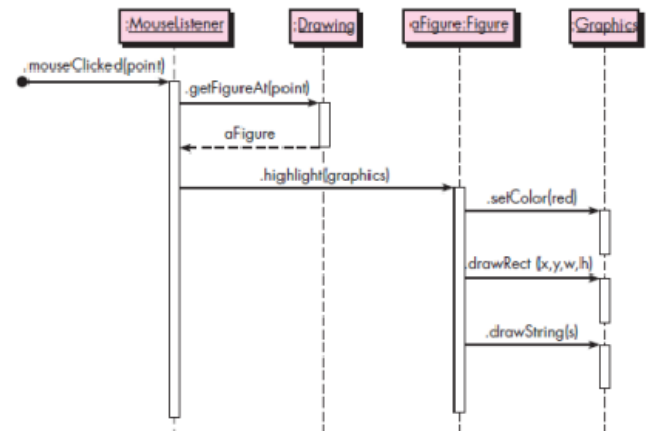 :MouseListener
:Drawing
aFigure:Figure
:Graphics
.mouseClicked(point)
.getFigureAt(point)
aFigure
.highlight(graphics)
.setColor(red)
.drawRect (x,y,w,h)
.drawString(s)